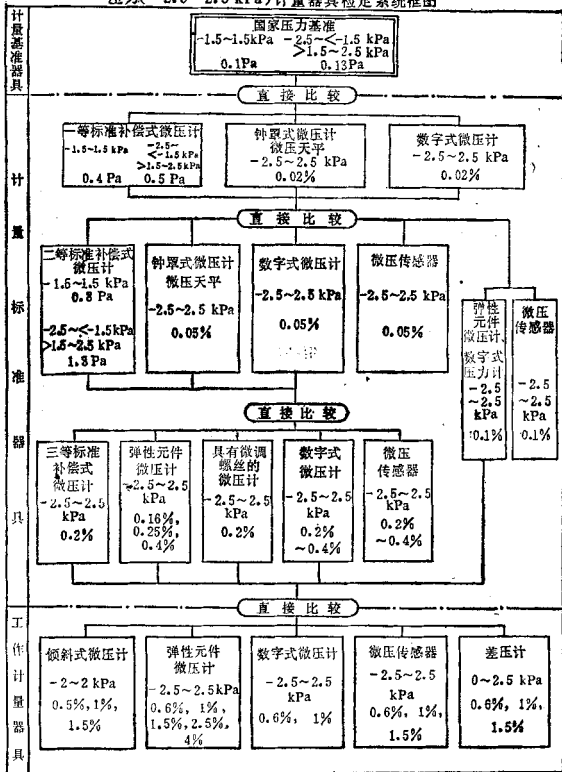 压力(-2.5~2.5kPa)计量器具检定系统框图
计量基准器具
国家压力基准
-1.5~1.5kPa -2.5~<-1.5 kPa
>1.5~2.5 kPa
0.1Pa 0.13Pa
直接比较
计量标准器具
一等标准补偿式微压计
-1.5~1.5 kPa
-2.5~
<-1.5 kPa
>1.5~2.5kPa
0.4 Pa 0.5 Pa
钟罩式微压计
微压天平
-2.5~2.5 kPa
0.02%
数字式微压计
-2.5~2.5 kPa
0.02%
直接比较
二等标准补偿式
微压计
-1.5~1.5 kPa
0.8 Pa
-2.5~<-1.5kPa
>1.5~2.5 kPa
1.3 Pa
钟罩式微压计
微压天平
-2.5~2.5 kPa
0.05%
数字式微压计
-2.5~2.5 kPa
0.05%
微压传感器
-2.5~2.5 kPa
0.05%
弹性
元件
微压计、
数字式
压力计
-2.5
~2.5
kPa
0.1%
微压
传感器
-2.5
~2.5
kPa
0.1%
直接比较
三等标准
补偿式
微压计
-2.5~2.5
kPa
0.2%
弹性元件
微压计
-2.5~2.5
kPa
0.16%,
0.25%,
0.4%
具有微调
螺丝的
微压计
-2.5~2.5
kPa
0.2%
数字式
微压计
-2.5~2.5
kPa
0.2%
~0.4%
微压
传感器
-2.5~2.5
kPa
0.2%
~0.4%
直接比较
工作计量器具
倾斜式微压计
-2~2 kPa
0.5%,1%,
1.5%
弹性元件
微压计
-2.5~2.5kPa
0.6%, 1%,
1.5%,2.5%,
4%
数字式微压计
-2.5~2.5
kPa
0.6%, 1%
微压传感器
-2.5~2.5
kPa
0.6%, 1%,
1.5%
差压计
0~2.5 kPa
0.6%, 1%,
1.5%